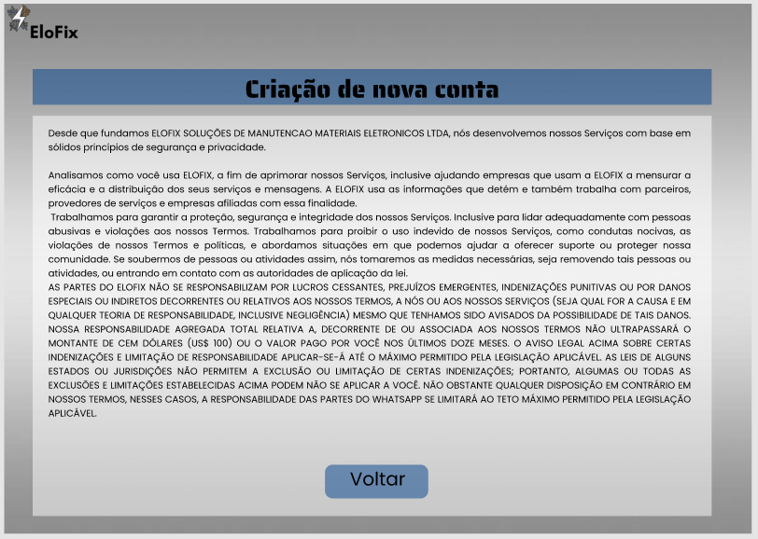 EloFix
Criação de nova conta
Desde que fundamos ELOFIX SOLUÇÕES DE MANUTENCAO MATERIAIS ELETRONICOS LTDA, nós desenvolvemos nossos Serviços com base em
sólidos princípios de segurança e privacidade.
Analisamos como você usa ELOFIX, a fim de aprimorar nossos Serviços, inclusive ajudando empresas que usam a ELOFIX a mensurar a
eficácia e a distribuição dos seus serviços e mensagens. A ELOFIX usa as informações que detém e também trabalha com parceiros,
provedores de serviços e empresas afiliadas com essa finalidade.
Trabalhamos para garantir a proteção, segurança e integridade dos nossos Serviços. Inclusive para lidar adequadamente com pessoas
abusivas e violações aos nossos Termos. Trabalhamos para proibir o uso indevido de nossos Serviços, como condutas nocivas, as
violações de nossos Termos e políticas, e abordamos situações em que podemos ajudar a oferecer suporte ou proteger nossa
comunidade. Se soubermos de pessoas ou atividades assim, nós tomaremos as medidas necessárias, seja removendo tais pessoas ou
atividades, ou entrando em contato com as autoridades de aplicação da lei.
AS PARTES DO ELOFIX NÃO SE RESPONSABILIZAM POR LUCROS CESSANTES, PREJUÍZOS EMERGENTES, INDENIZAÇÕES PUNITIVAS OU POR DANOS
ESPECIAIS OU INDIRETOS DECORRENTES OU RELATIVOS AOS NOSSOS TERMOS, A NÓS OU AOS NOSSOS SERVIÇOS (SEJA QUAL FOR A CAUSA E EM
QUALQUER TEORIA DE RESPONSABILIDADE, INCLUSIVE NEGLIGÊNCIA) MESMO QUE TENHAMOS SIDO AVISADOS DA POSSIBILIDADE DE TAIS DANOS.
NOSSA RESPONSABILIDADE AGREGADA TOTAL RELATIVA A, DECORRENTE DE OU ASSOCIADA AOS NOSSOS TERMOS NÃO ULTRAPASSARÁ O
MONTANTE DE CEM DÓLARES (US$ 100) OU O VALOR PAGO POR VOCÊ NOS ÚLTIMOS DOZE MESES. O AVISO LEGAL ACIMA SOBRE CERTAS
INDENIZAÇÕES E LIMITAÇÃO DE RESPONSABILIDADE APLICAR-SE-Á ATÉ O MÁXIMO PERMITIDO PELA LEGISLAÇÃO APLICÁVEL. AS LEIS DE ALGUNS
ESTADOS OU JURISDIÇÕES NÃO PERMITEM A EXCLUSÃO OU LIMITAÇÃO DE CERTAS INDENIZAÇÕES; PORTANTO, ALGUMAS OU TODAS AS
EXCLUSÕES E LIMITAÇÕES ESTABELECIDAS ACIMA PODEM NÃO SE APLICAR A VOCÊ. NÃO OBSTANTE QUALQUER DISPOSIÇÃO EM CONTRÁRIO EM
NOSSOS TERMOS, NESSES CASOS, A RESPONSABILIDADE DAS PARTES DO WHATSAPP SE LIMITARÁ AO TETO MÁXIMO PERMITIDO PELA LEGISLAÇÃO
APLICÁVEL.
Voltar